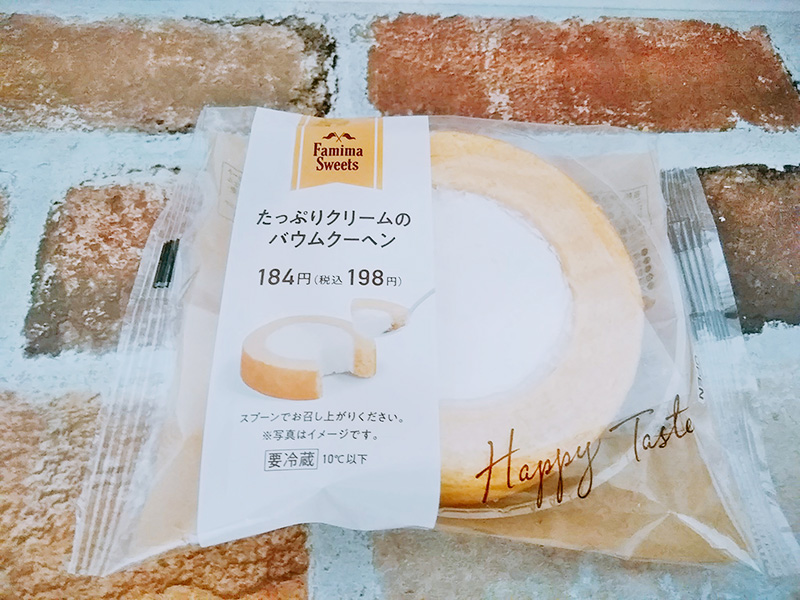 Famima
Sweets
たっぷりクリームの
バウムクーヘン
184円(税込 198円)
スプーンでお召し上がりください。
※写真はイメージです。
要冷蔵 10℃以下
Happy Taste